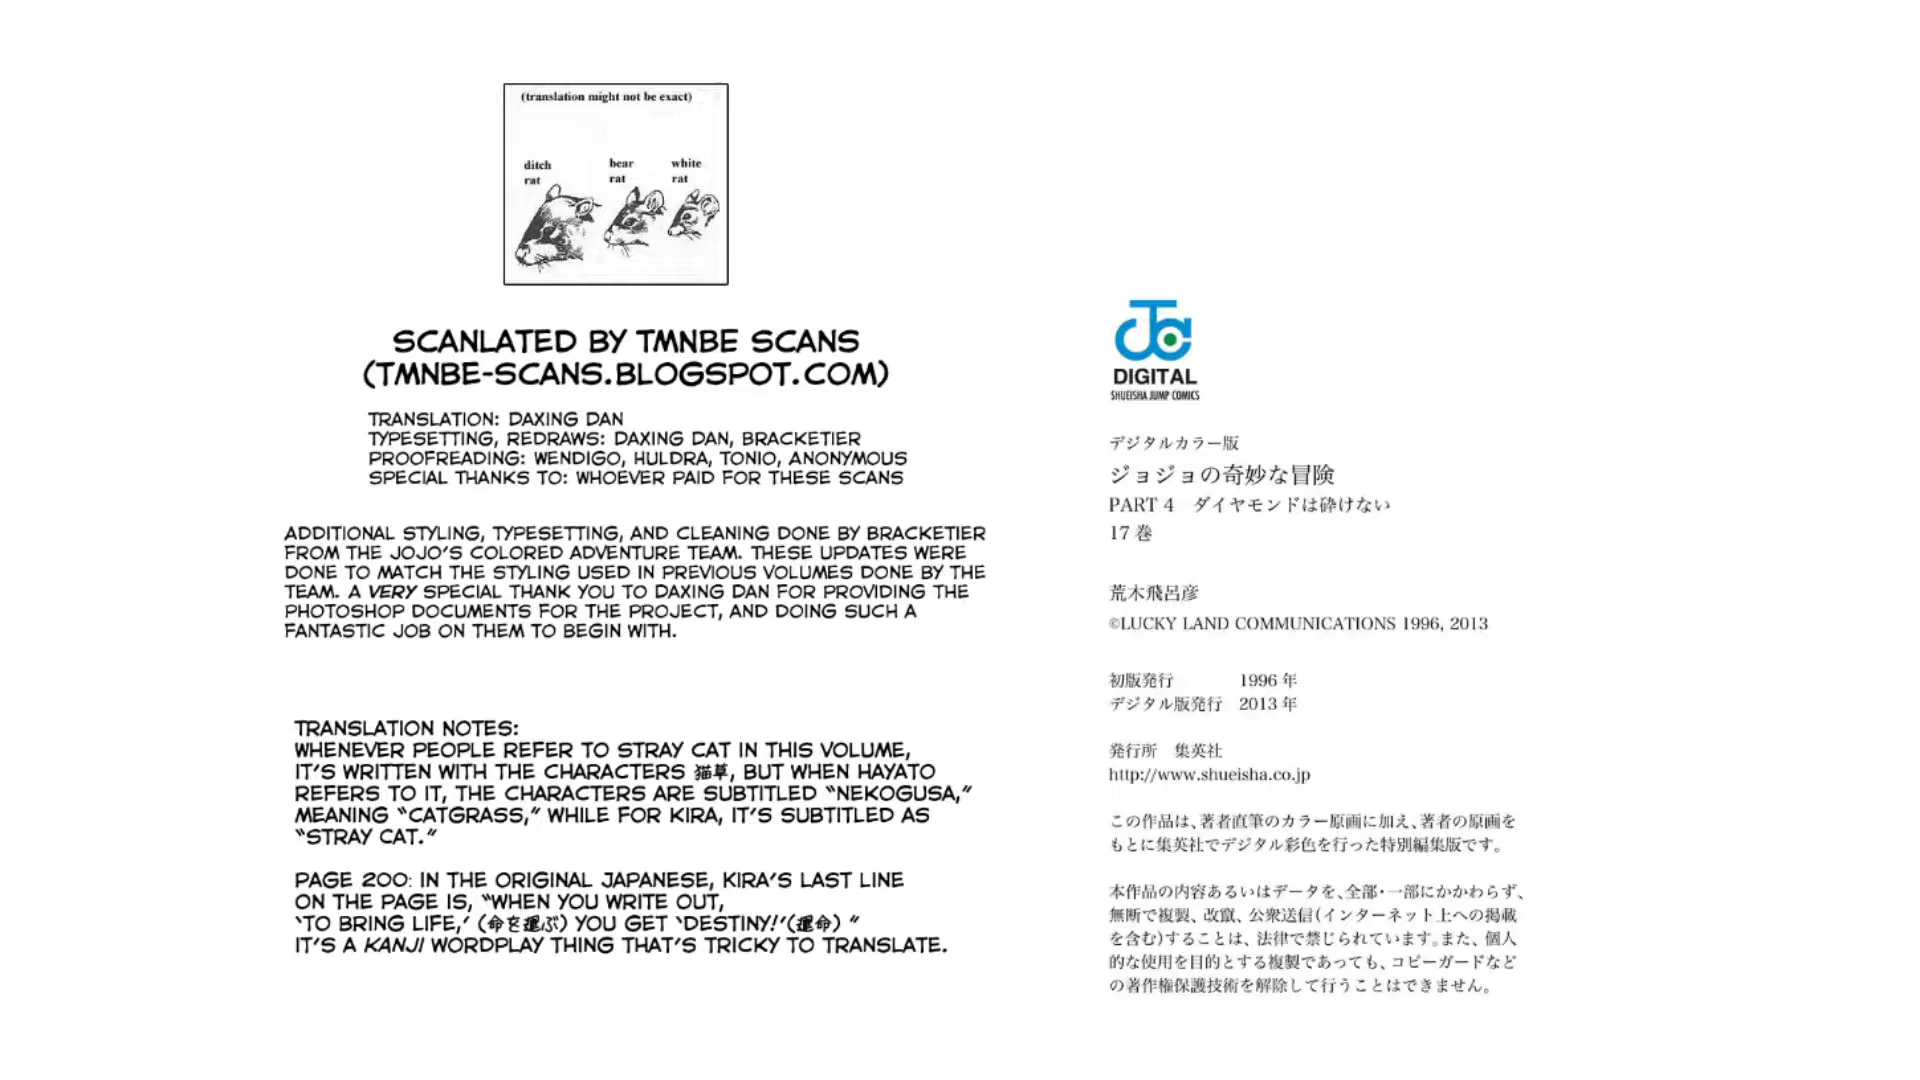 (translation might not be exact)
ditch rat
bear rat
white rat
SCANLATED BY TMNBE SCANS
(TMNBE-SCANS.BLOGSPOT.COM)
TRANSLATION: DAXING DAN
TYPESETTING, REDRAWS: DAXING DAN, BRACKETIER
PROOFREADING: WENDIGO, HULDRA, TONIO, ANONYMOUS
SPECIAL THANKS TO: WHOEVER PAID FOR THESE SCANS
ADDITIONAL STYLING, TYPESETTING, AND CLEANING DONE BY BRACKETIER
FROM THE JOJO'S COLORED ADVENTURE TEAM. THESE UPDATES WERE
DONE TO MATCH THE STYLING USED IN PREVIOUS VOLUMES DONE BY THE
TEAM. A VERY SPECIAL THANK YOU TO DAXING DAN FOR PROVIDING THE
PHOTOSHOP DOCUMENTS FOR THE PROJECT, AND DOING SUCH A
FANTASTIC JOB ON THEM TO BEGIN WITH.
TRANSLATION NOTES:
WHENEVER PEOPLE REFER TO STRAY CAT IN THIS VOLUME,
IT'S WRITTEN WITH THE CHARACTERS 猫草, BUT WHEN HAYATO
REFERS TO IT, THE CHARACTERS ARE SUBTITLED "NEKOGUSA,"
MEANING "CATGRASS," WHILE FOR KIRA, IT'S SUBTITLED AS
"STRAY CAT."
PAGE 200: IN THE ORIGINAL JAPANESE, KIRA'S LAST LINE
ON THE PAGE IS, "WHEN YOU WRITE OUT,
'TO BRING LIFE,' (命を運ぶ) YOU GET 'DESTINY!'(運命) "
IT'S A KANJI WORDPLAY THING THAT'S TRICKY TO TRANSLATE.
JC
DIGITAL
SHUEISHA JUMP COMICS
デジタルカラー版
ジョジョの奇妙な冒険
PART 4 ダイヤモンドは砕けない
17 巻
荒木飛呂彦
©LUCKY LAND COMMUNICATIONS 1996, 2013
初版発行 1996 年
デジタル版発行 2013 年
発行所 集英社
http://www.shueisha.co.jp
この作品は、著者直筆のカラー原画に加え、著者の原画を
もとに集英社でデジタル彩色を行った特別編集版です。
本作品の内容あるいはデータを、全部・一部にかかわらず、
無断で複製、改竄、公衆送信(インターネット上への掲載
を含む)することは、法律で禁じられています。また、個人
的な使用を目的とする複製であっても、コピーガードなど
の著作権保護技術を解除して行うことはできません。